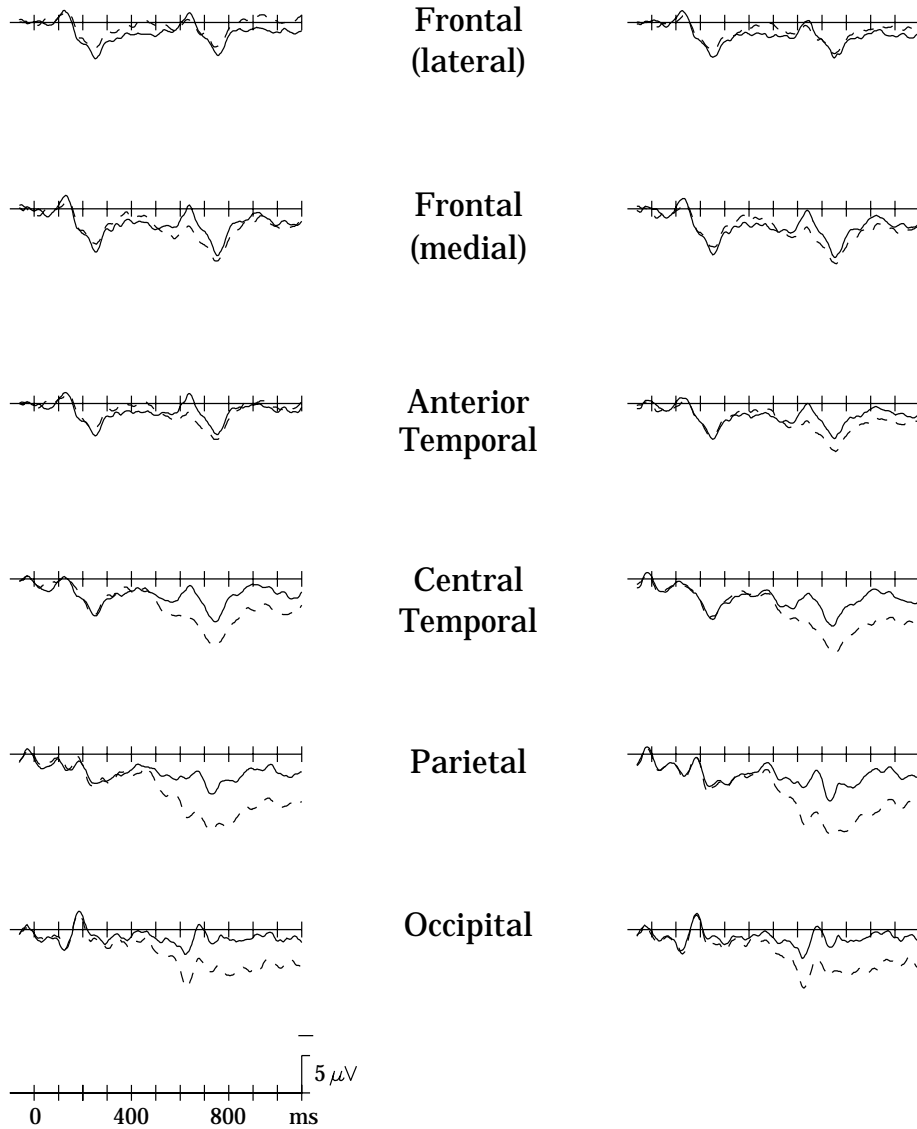 Frontal
(lateral)
Frontal
(medial)
Anterior
Temporal
Central
Temporal
Parietal
Occipital
5 μV
0 400 800 ms